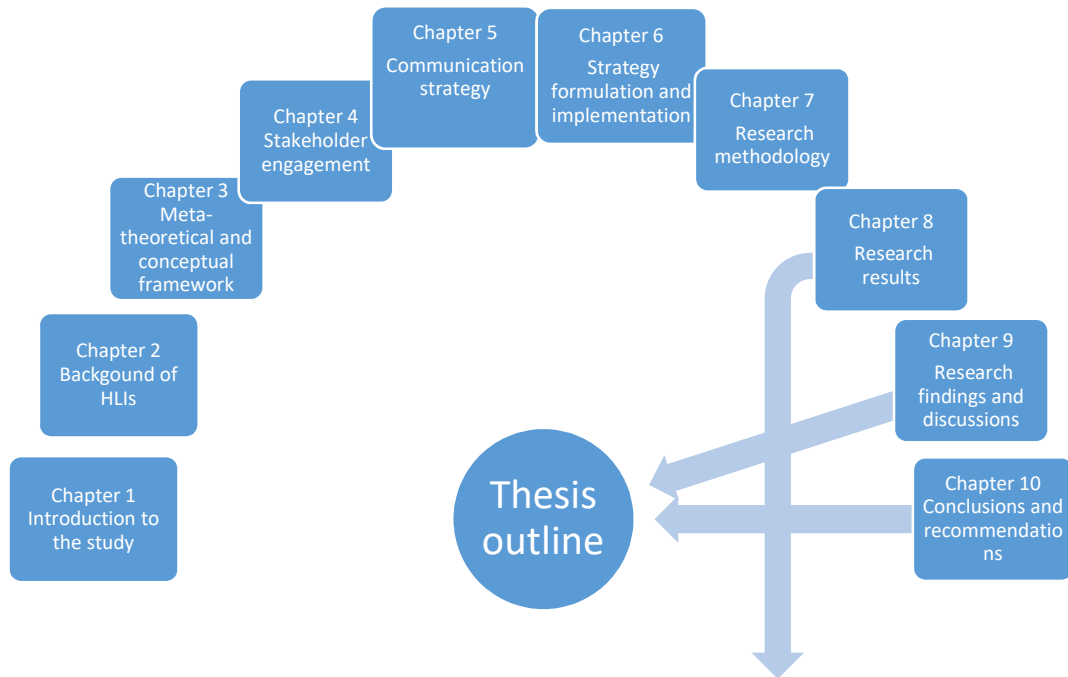 Chapter 1
Introduction to
the study
Chapter 2
Backgound of
HLIs
Chapter 3
Meta-
theoretical and
conceptual
framework
Chapter 4
Stakeholder
engagement
Chapter 5
Communication
strategy
Chapter 6
Strategy
formulation and
implementation
Chapter 7
Research
methodology
Chapter 8
Research
results
Chapter 9
Research
findings and
discussions
Chapter 10
Conclusions and
recommendatio
ns
Thesis
outline